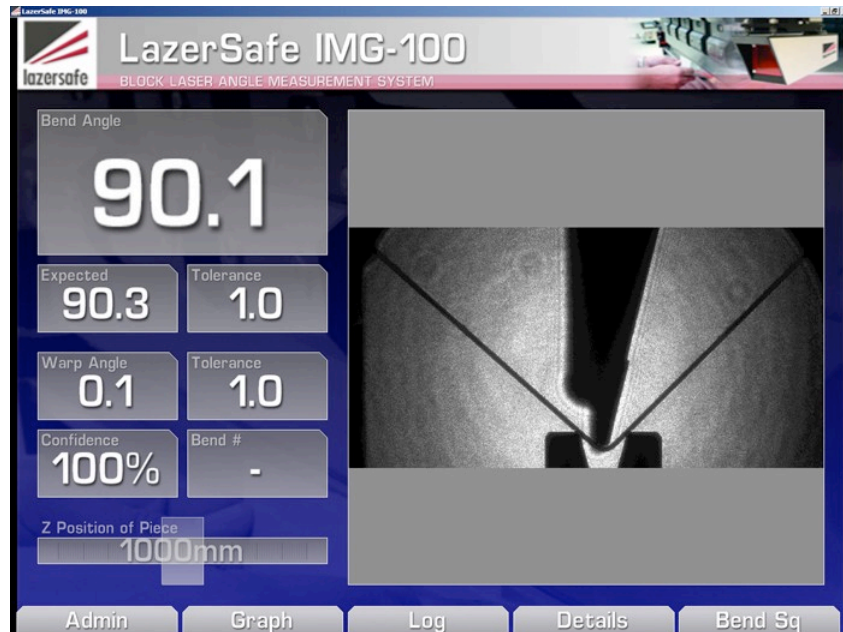 LazerSafe IMG-100
lazersafe
LazerSafe IMG-100
BLOCK LASER ANGLE MEASUREMENT SYSTEM
Bend Angle
90.1
Expected
90.3
Tolerance
1.0
Warp Angle
0.1
Tolerance
1.0
Confidence
100%
Bend #
-
Z Position of Piece
1000mm
Admin
Graph
Log
Details
Bend Sq